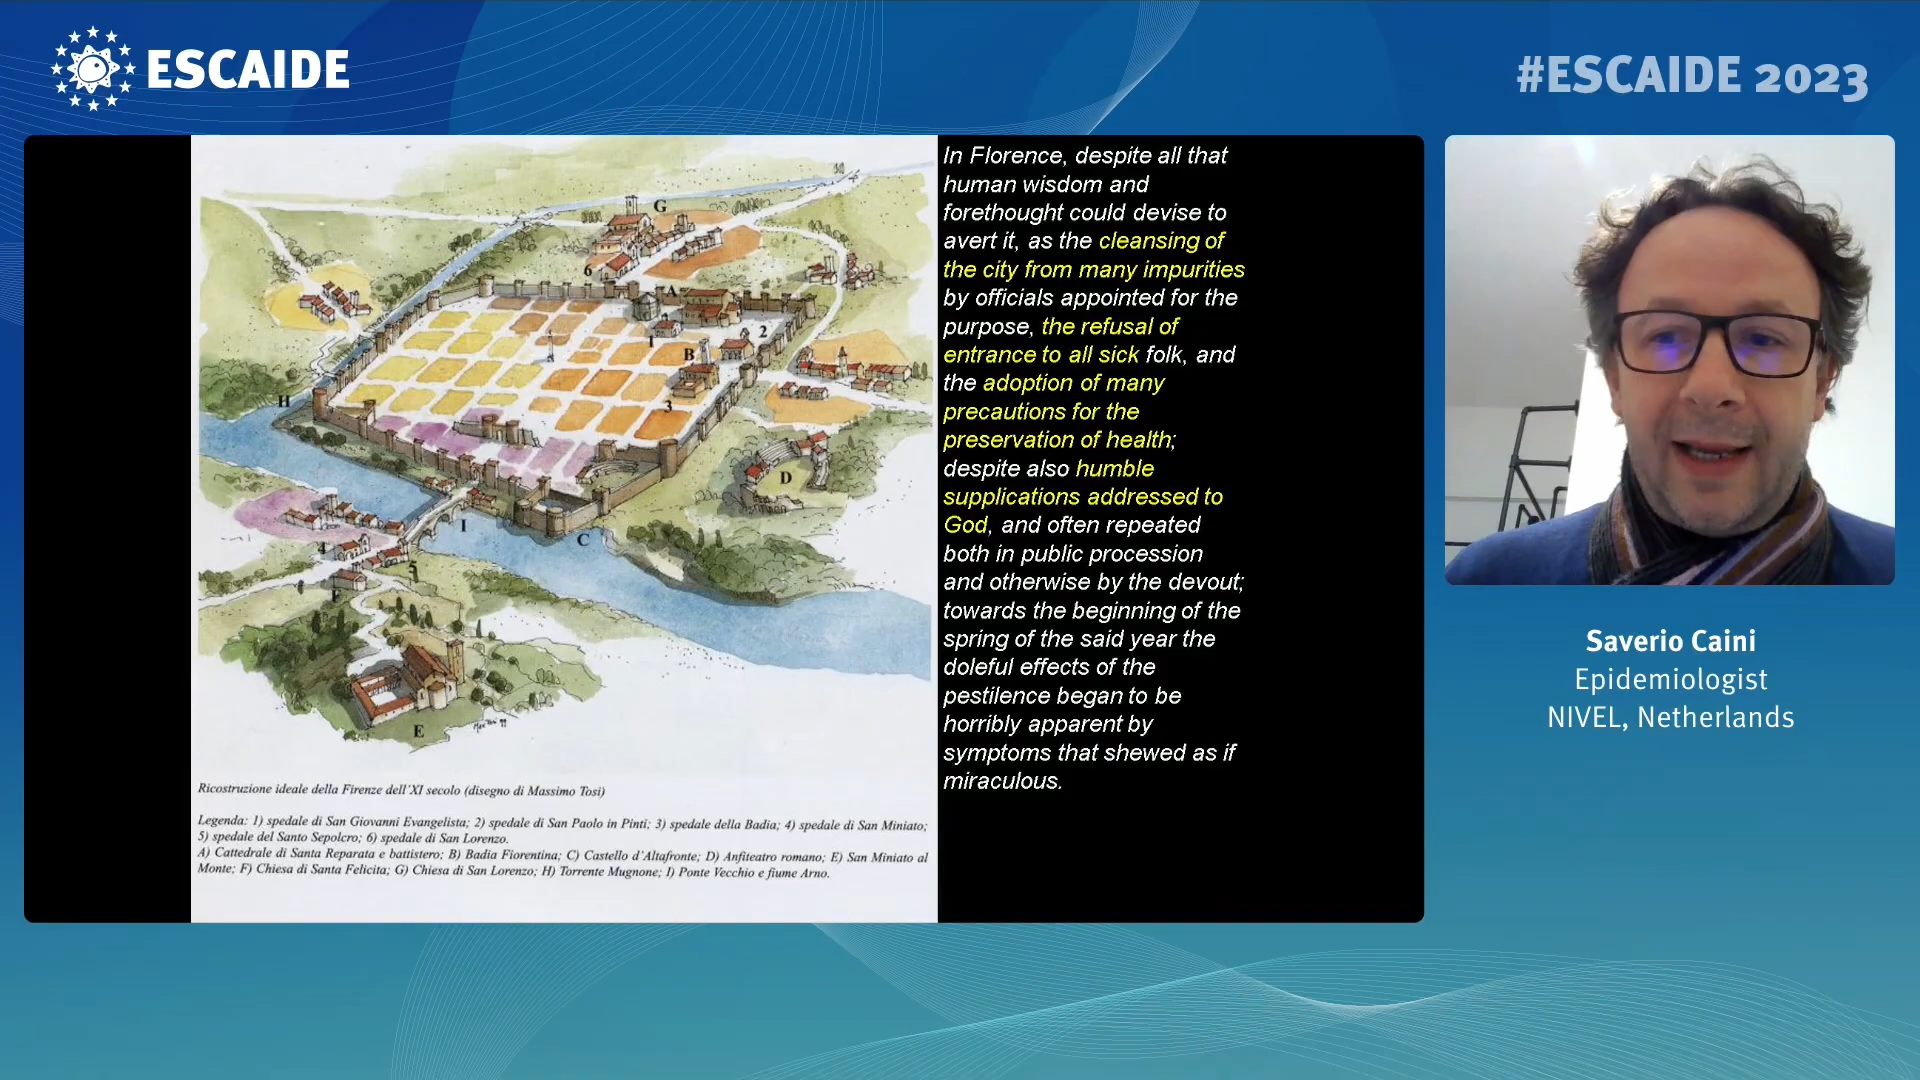 ESCAIDE
#ESCAIDE 2023
In Florence, despite all that
human wisdom and
forethought could devise to
avert it, as the cleansing of
the city from many impurities
by officials appointed for the
purpose, the refusal of
entrance to all sick folk, and
the adoption of many
precautions for the
preservation of health;
despite also humble
supplications addressed to
God, and often repeated
both in public procession
and otherwise by the devout;
towards the beginning of the
spring of the said year the
doleful effects of the
pestilence began to be
horribly apparent by
symptoms that shewed as if
miraculous.
G
6
A
2
1
B
H
3
D
I
4
C
5
F
E
Ricostruzione ideale della Firenze dell'XI secolo (disegno di Massimo Tosi)
Legenda: 1) spedale di San Giovanni Evangelista; 2) spedale di San Paolo in Pinti; 3) spedale della Badia; 4) spedale di San Miniato;
5) spedale del Santo Sepolcro; 6) spedale di San Lorenzo.
A) Cattedrale di Santa Reparata e battistero; B) Badia Fiorentina; C) Castello d'Altafronte; D) Anfiteatro romano; E) San Miniato al
Monte; F) Chiesa di Santa Felicita; G) Chiesa di San Lorenzo; H) Torrente Mugnone; I) Ponte Vecchio e fiume Arno.
Saverio Caini
Epidemiologist
NIVEL, Netherlands